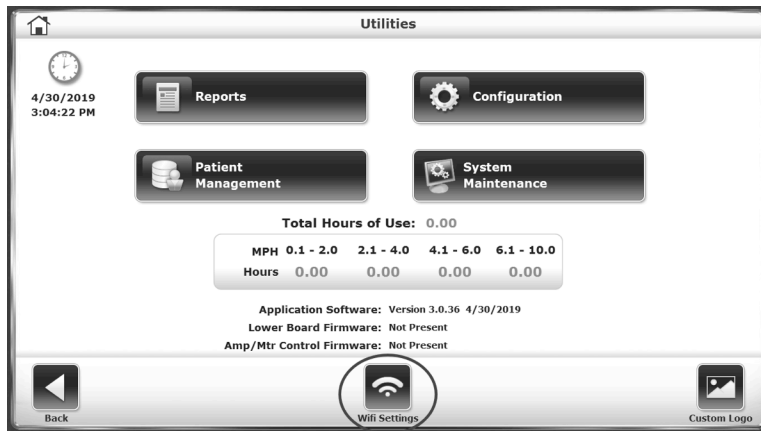 Utilities
4/30/2019
3:04:22 PM
Reports
Configuration
Patient
Management
System
Maintenance
Total Hours of Use: 0.00
MPH 0.1 - 2.0 2.1 - 4.0 4.1 - 6.0 6.1 - 10.0
Hours 0.00 0.00 0.00 0.00
Application Software: Version 3.0.36 4/30/2019
Lower Board Firmware: Not Present
Amp/Mtr Control Firmware: Not Present
Back
Wifi Settings
Custom Logo